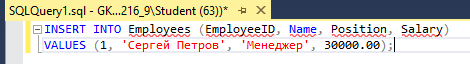 SQLQuery1.sql - GK...216_9\Student (63))*
INSERT INTO Employees (EmployeeID, Name, Position, Salary)
VALUES (1, 'Сергей Петров', 'Менеджер', 30000.00);